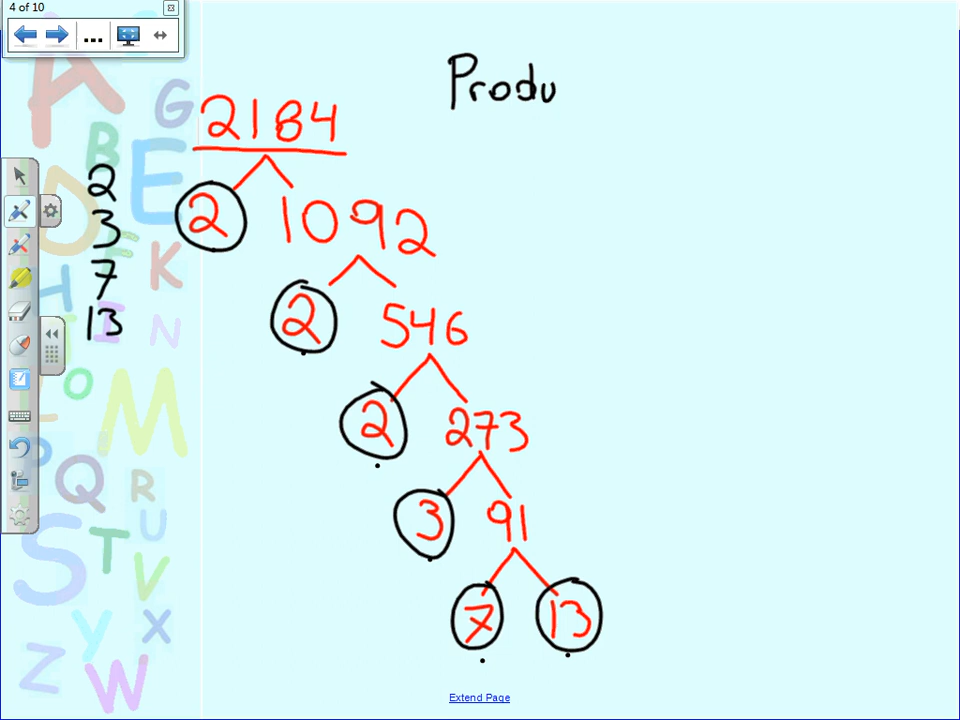 4 of 10
...
Produ
2184
2 1092
2 546
2 273
3 91
7 13
2
3
7
13
A
G
B
D
E
F
K
H
I
N
O
L
M
P
Q
R
S
T
U
V
Y
X
Z
W
Extend Page